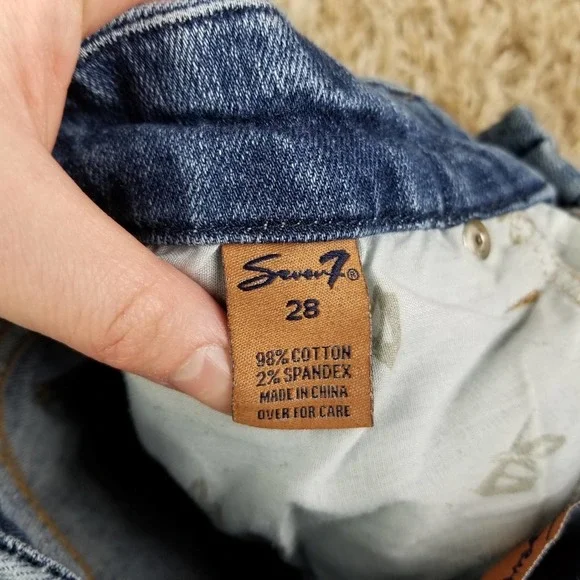 Seven7®
28
98% COTTON
2% SPANDEX
MADE IN CHINA
OVER FOR CARE